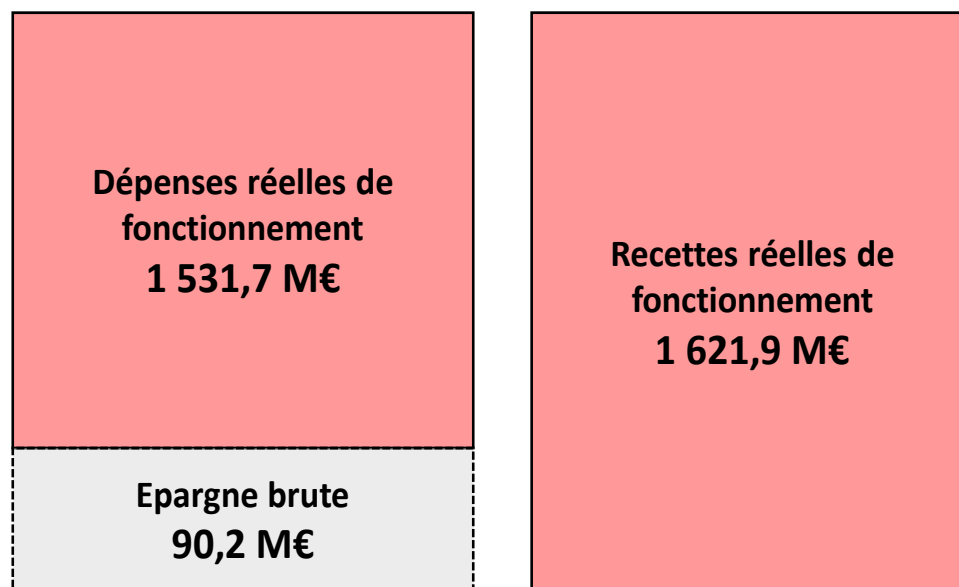 Dépenses réelles de
fonctionnement
1 531,7 M€
Epargne brute
90,2 M€
Recettes réelles de
fonctionnement
1 621,9 M€